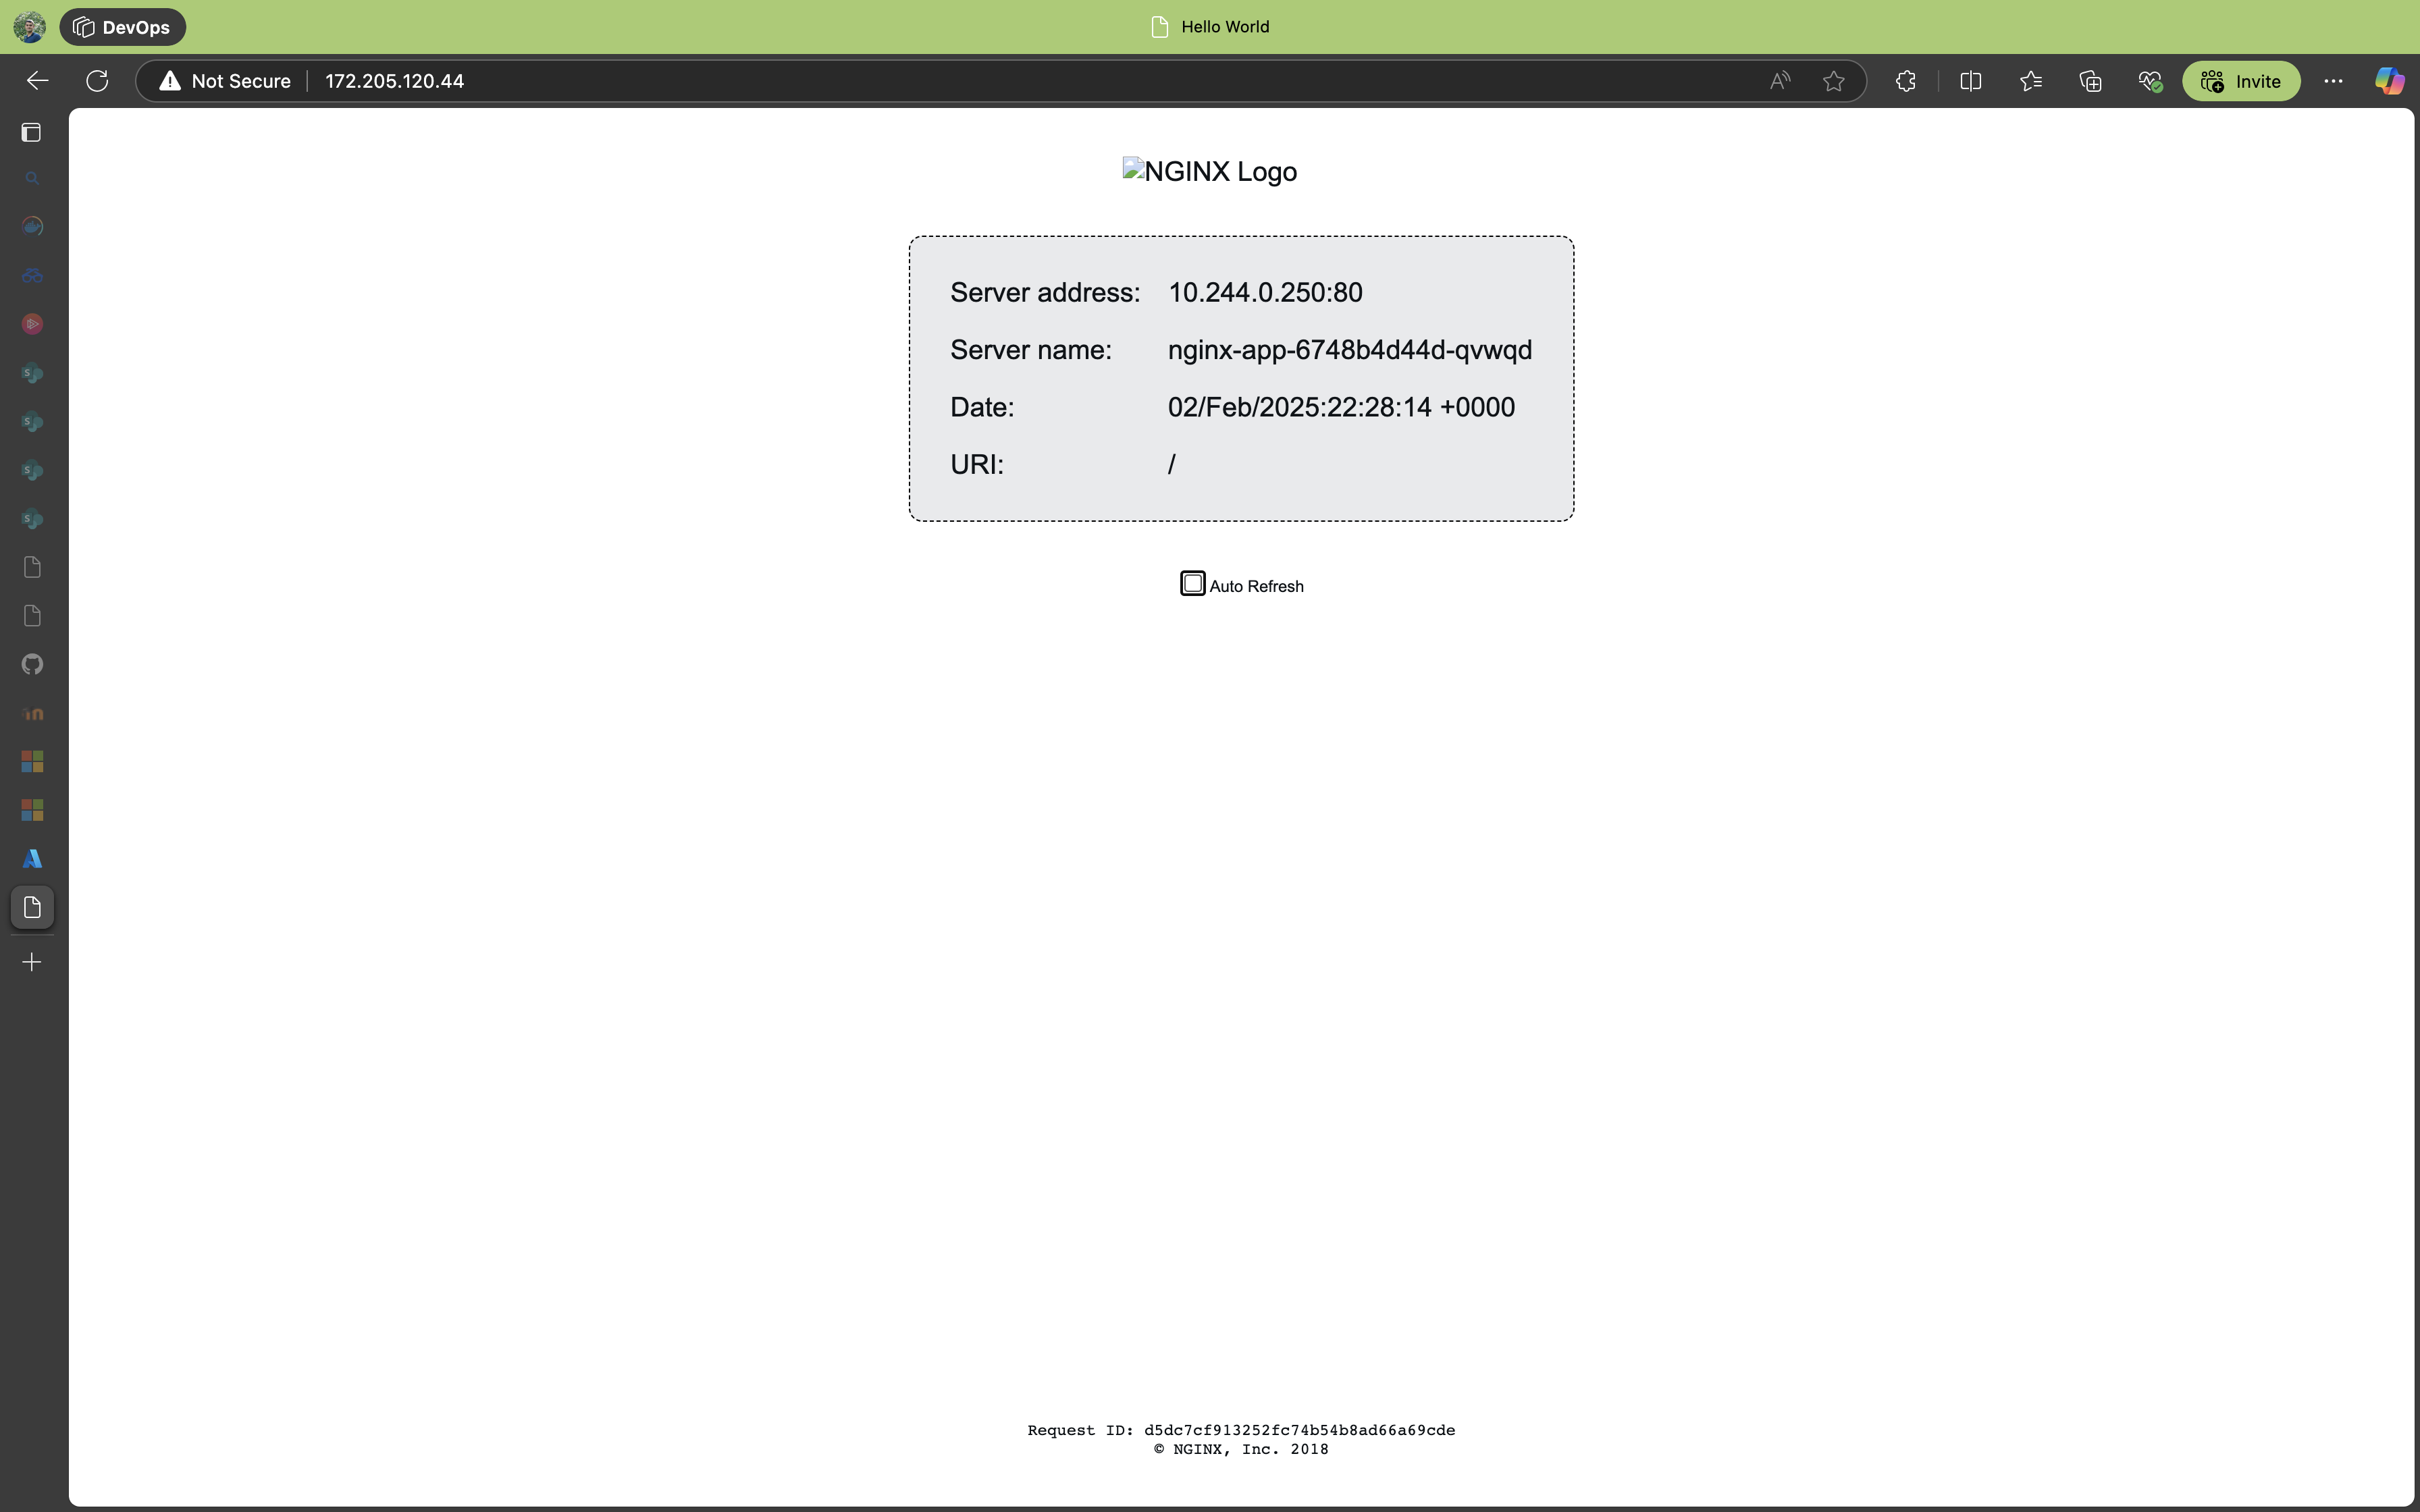 DevOps
Hello World
Not Secure 172.205.120.44
Invite
NGINX Logo
Server address: 10.244.0.250:80
Server name: nginx-app-6748b4d44d-qvwqd
Date: 02/Feb/2025:22:28:14 +0000
URI: /
Auto Refresh
Request ID: d5dc7cf913252fc74b54b8ad66a69cde
© NGINX, Inc. 2018